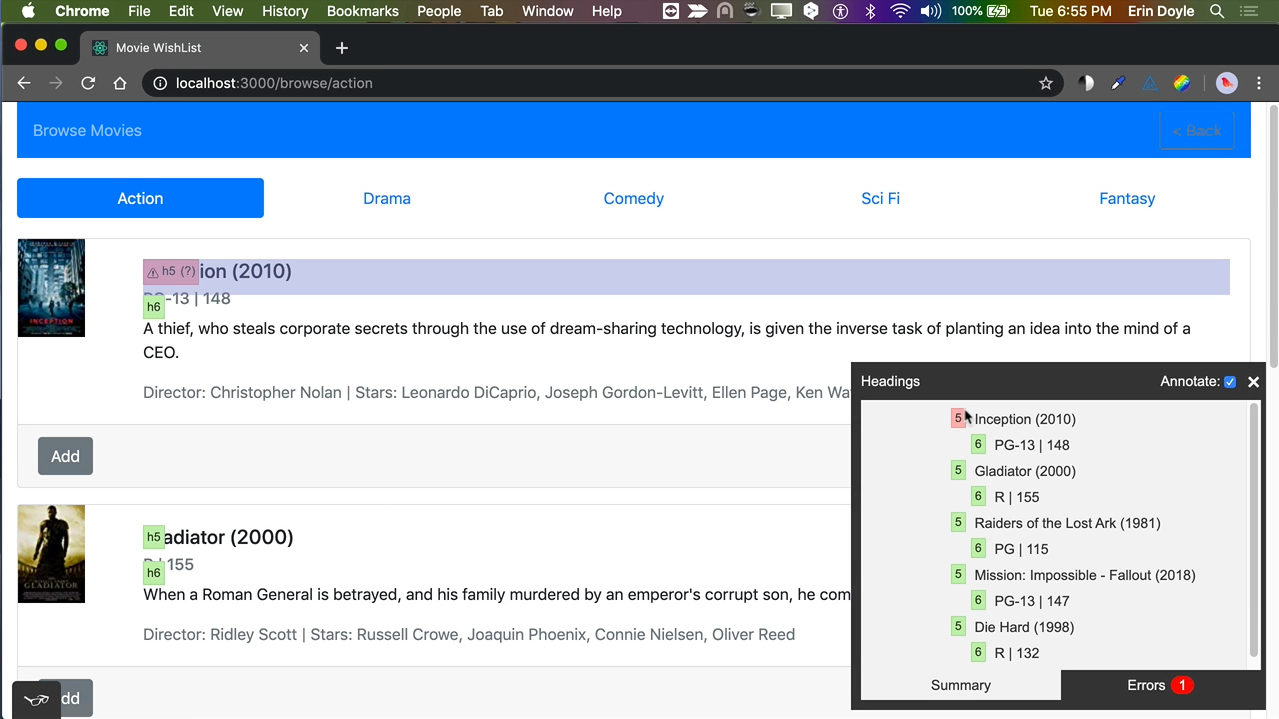 Chrome File Edit View History Bookmarks People Tab Window Help 100% Tue 6:55 PM Erin Doyle
Movie WishList
localhost:3000/browse/action
Browse Movies
< Back
Action Drama Comedy Sci Fi Fantasy
h5 (?) ion (2010)
h6 -13 | 148
A thief, who steals corporate secrets through the use of dream-sharing technology, is given the inverse task of planting an idea into the mind of a
CEO.
Director: Christopher Nolan | Stars: Leonardo DiCaprio, Joseph Gordon-Levitt, Ellen Page, Ken Wa
Add
INCEPTION
h5 adiator (2000)
h6 | 155
When a Roman General is betrayed, and his family murdered by an emperor's corrupt son, he com
Director: Ridley Scott | Stars: Russell Crowe, Joaquin Phoenix, Connie Nielsen, Oliver Reed
GLADIATOR
dd
Headings Annotate:
5 Inception (2010)
6 PG-13 | 148
5 Gladiator (2000)
6 R | 155
5 Raiders of the Lost Ark (1981)
6 PG | 115
5 Mission: Impossible - Fallout (2018)
6 PG-13 | 147
5 Die Hard (1998)
6 R | 132
Summary Errors 1